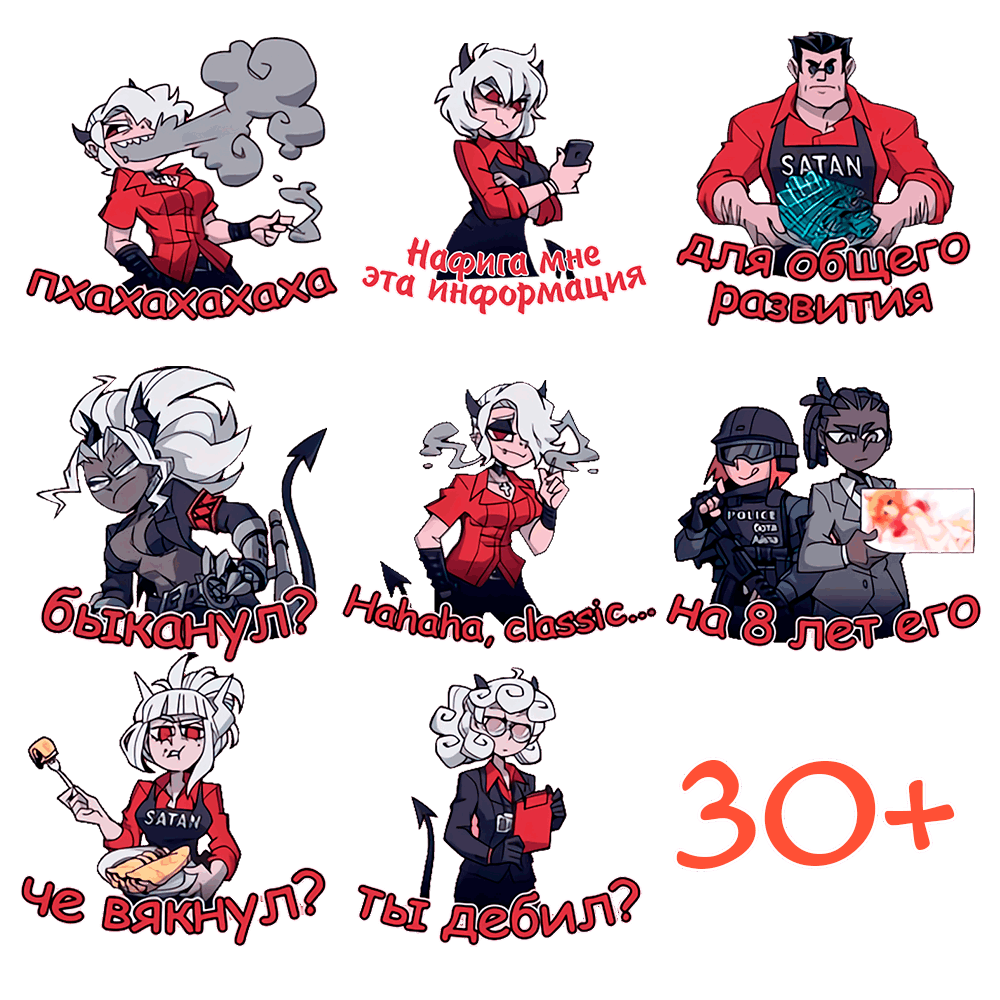 пхахахахаха
Нафига мне
эта информация
SATAN
для общего
развития
быканул?
Hahaha, classic...
POLICE
на 8 лет его
SATAN
че вякнул?
ты дебил?
30+